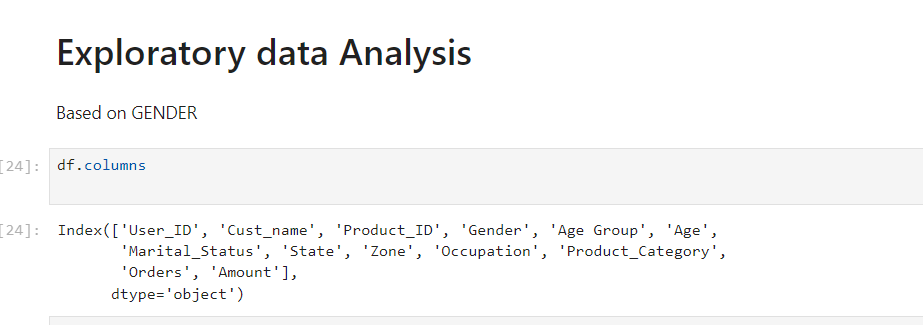 Exploratory data Analysis
Based on GENDER
[24]: df.columns
[24]: Index(['User_ID', 'Cust_name', 'Product_ID', 'Gender', 'Age Group', 'Age',
'Marital_Status', 'State', 'Zone', 'Occupation', 'Product_Category',
'Orders', 'Amount'],
dtype='object')